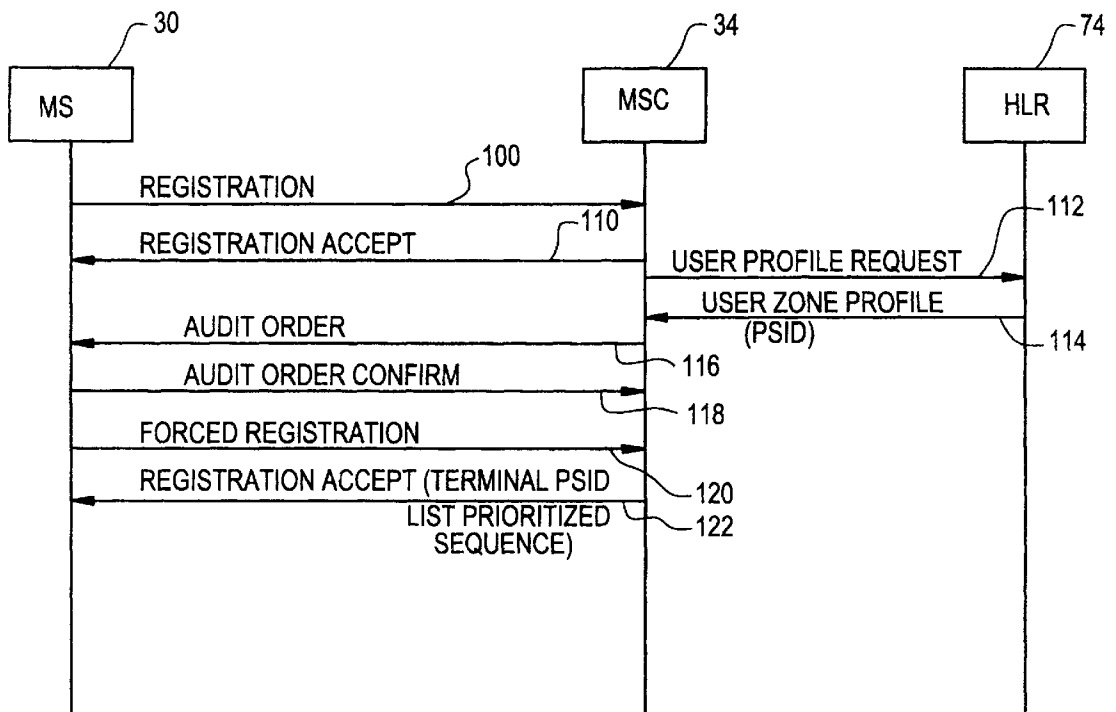 30
34
74
MS
MSC
HLR
100
REGISTRATION
110
REGISTRATION ACCEPT
112
USER PROFILE REQUEST
USER ZONE PROFILE
(PSID)
114
AUDIT ORDER
116
AUDIT ORDER CONFIRM
118
FORCED REGISTRATION
120
REGISTRATION ACCEPT (TERMINAL PSID
LIST PRIORITIZED
SEQUENCE)
122